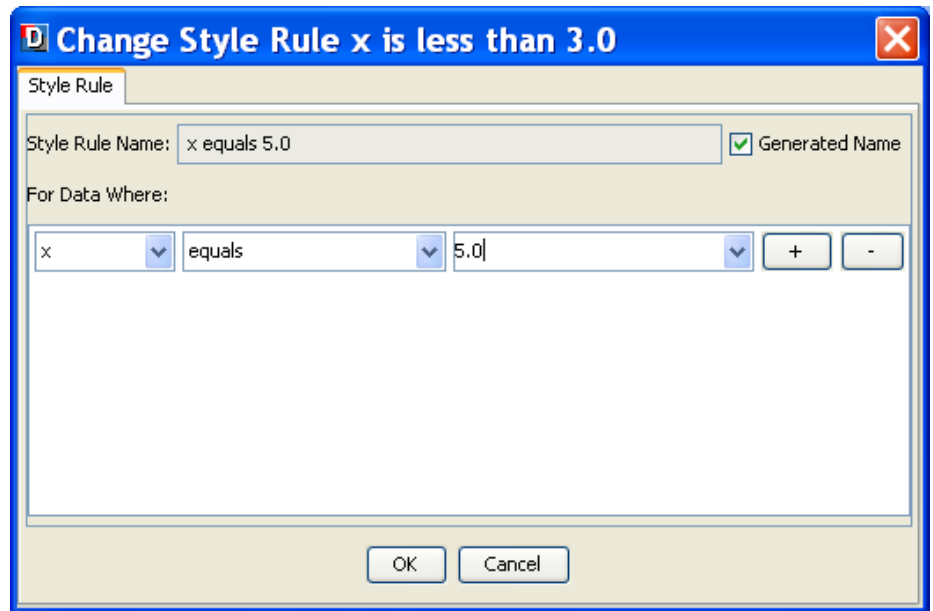 D Change Style Rule x is less than 3.0
Style Rule
Style Rule Name: x equals 5.0 Generated Name
For Data Where:
x equals 5.0 + -
OK Cancel